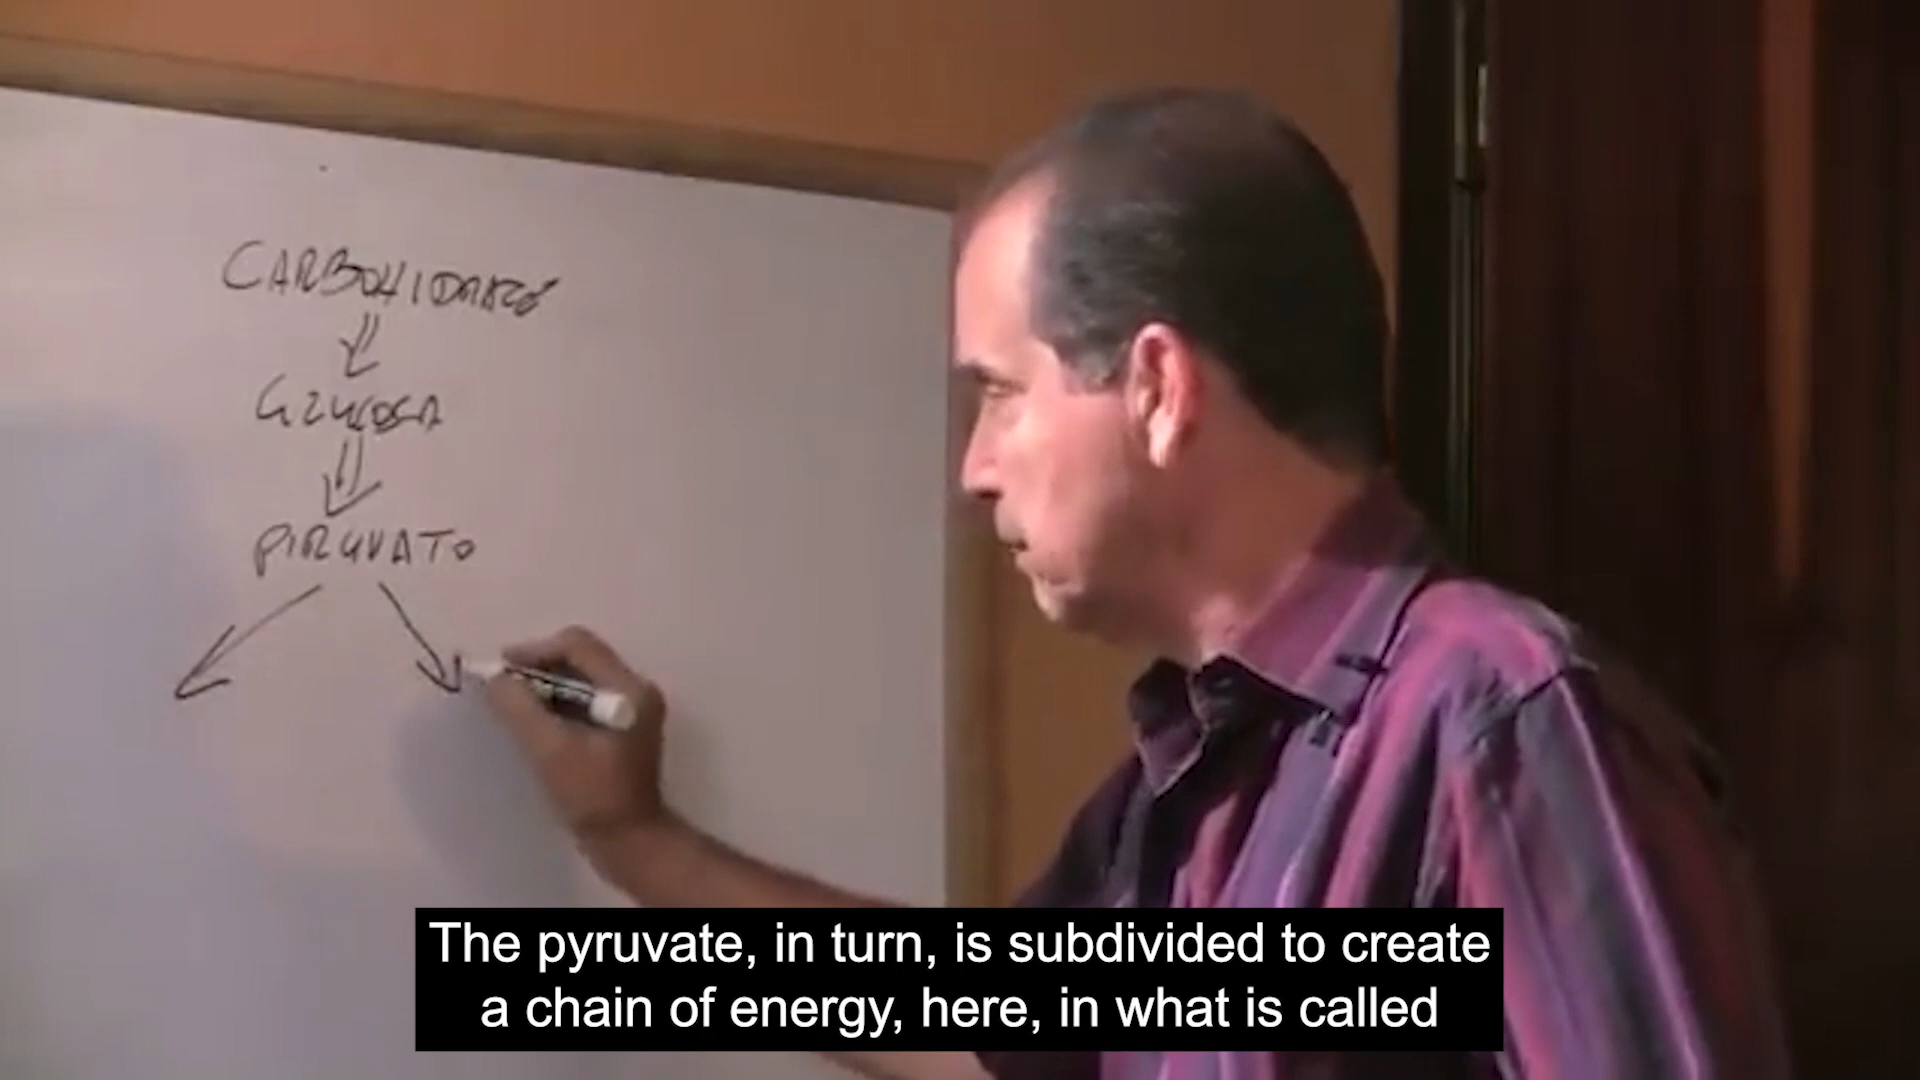 CARBOHIDRATO
GLUCOSA
PIRUVATO
The pyruvate, in turn, is subdivided to create
a chain of energy, here, in what is called